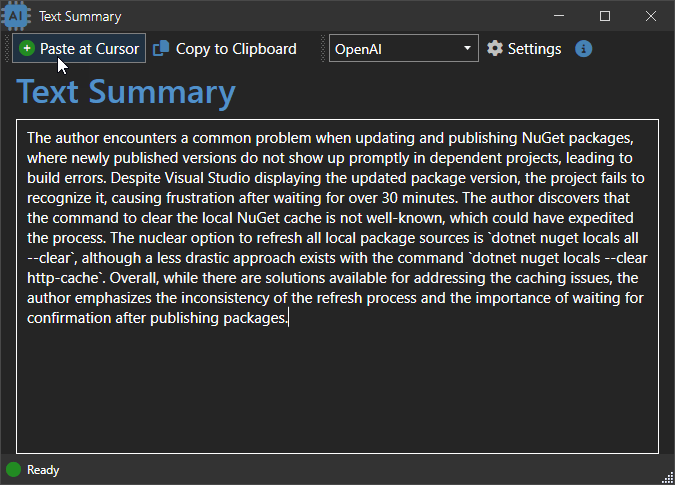 AI Text Summary
Paste at Cursor Copy to Clipboard OpenAI Settings
Text Summary
The author encounters a common problem when updating and publishing NuGet packages,
where newly published versions do not show up promptly in dependent projects, leading to
build errors. Despite Visual Studio displaying the updated package version, the project fails to
recognize it, causing frustration after waiting for over 30 minutes. The author discovers that
the command to clear the local NuGet cache is not well-known, which could have expedited
the process. The nuclear option to refresh all local package sources is `dotnet nuget locals all
--clear`, although a less drastic approach exists with the command `dotnet nuget locals --clear
http-cache`. Overall, while there are solutions available for addressing the caching issues, the
author emphasizes the inconsistency of the refresh process and the importance of waiting for
confirmation after publishing packages.
Ready